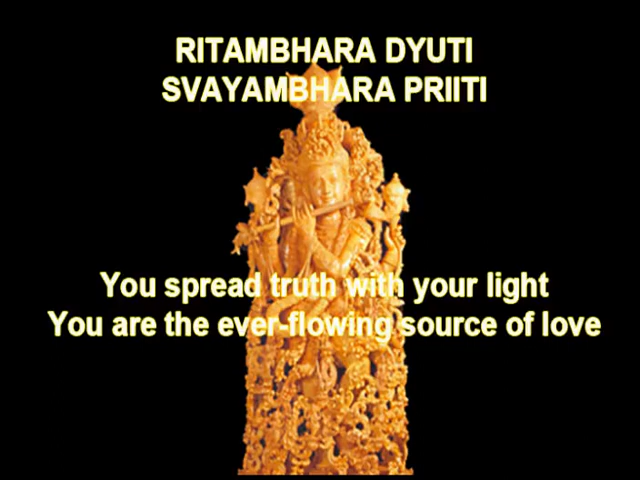 RITAMBHARA DYUTI
SVAYAMBHARA PRIITI
You spread truth with your light
You are the ever-flowing source of love